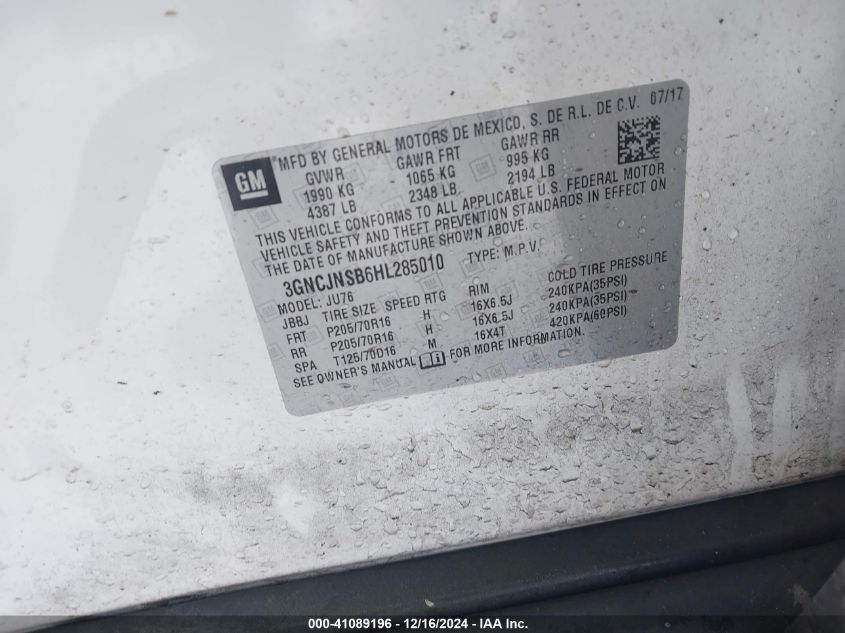 GM
MFD BY GENERAL MOTORS DE MEXICO, S. DE R.L. DE C.V. 07/17
GVWR GAWR FRT GAWR RR
1990 KG 1065 KG 995 KG
4387 LB 2348 LB 2194 LB
THIS VEHICLE CONFORMS TO ALL APPLICABLE U.S. FEDERAL MOTOR
VEHICLE SAFETY AND THEFT PREVENTION STANDARDS IN EFFECT ON
THE DATE OF MANUFACTURE SHOWN ABOVE.
3GNCJNSB6HL285010 TYPE: M.P.V.
MODEL: JU76
JBBJ TIRE SIZE SPEED RTG RIM COLD TIRE PRESSURE
FRT P205/70R16 H 16X6.5J 240KPA(35PSI)
RR P205/70R16 H 16X6.5J 240KPA(35PSI)
SPA T125/70D16 M 16X4T 420KPA(60PSI)
SEE OWNER'S MANUAL FOR MORE INFORMATION.
000-41089196 - 12/16/2024 - IAA Inc.